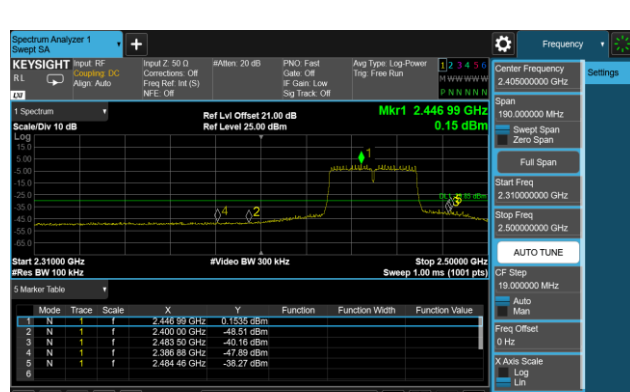 Spectrum Analyzer 1
Swept SA
Frequency
KEYSIGHT
RL
LXI
Input: RF
Coupling: DC
Align: Auto
Input Z: 50 Ω
Corrections: Off
Freq Ref: Int (S)
NFE: Off
#Atten: 20 dB
PNO: Fast
Gate: Off
IF Gain: Low
Sig Track: Off
Avg Type: Log-Power
Trig: Free Run
1 2 3 4 5 6
M W W W W W
P N N N N N
1 Spectrum
Scale/Div 10 dB
Log
Ref Lvl Offset 21.00 dB
Ref Level 25.00 dBm
Mkr1 2.446 99 GHz
0.15 dBm
15.0
5.00
-5.00
-15.0
-25.0
-35.0
-45.0
-55.0
-65.0
1
4
2
Start 2.31000 GHz
#Res BW 100 kHz
#Video BW 300 kHz
Stop 2.50000 GHz
Sweep 1.00 ms (1001 pts)
5 Marker Table
Mode Trace Scale X Y Function Function Width Function Value
1 N 1 f 2.446 99 GHz 0.1535 dBm
2 N 1 f 2.400 00 GHz -48.51 dBm
3 N 1 f 2.483 50 GHz -40.16 dBm
4 N 1 f 2.386 88 GHz -47.89 dBm
5 N 1 f 2.484 46 GHz -38.27 dBm
6
Center Frequency
2.405000000 GHz
Settings
Span
190.000000 MHz
Swept Span
Zero Span
Full Span
Start Freq
2.310000000 GHz
Stop Freq
2.500000000 GHz
AUTO TUNE
CF Step
19.000000 MHz
Auto
Man
Freq Offset
0 Hz
X Axis Scale
Log
Lin